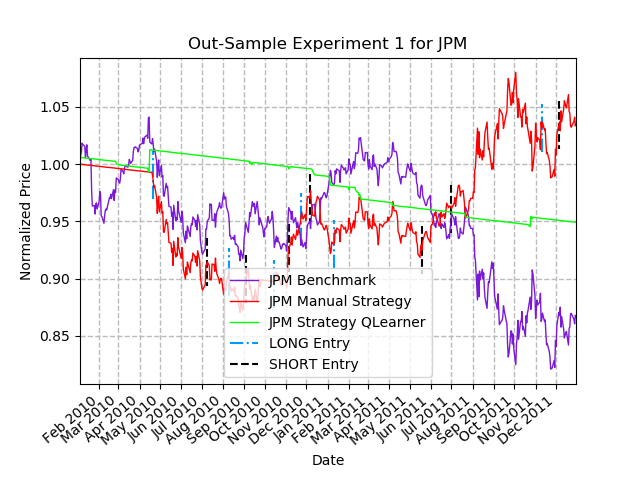 Out-Sample Experiment 1 for JPM
Normalized Price
1.05
1.00
0.95
0.90
0.85
JPM Benchmark
JPM Manual Strategy
JPM Strategy QLearner
LONG Entry
SHORT Entry
Feb 2010
Mar 2010
Apr 2010
May 2010
Jun 2010
Jul 2010
Aug 2010
Sep 2010
Oct 2010
Nov 2010
Dec 2010
Jan 2011
Feb 2011
Mar 2011
Apr 2011
May 2011
Jun 2011
Jul 2011
Aug 2011
Sep 2011
Oct 2011
Nov 2011
Dec 2011
Date